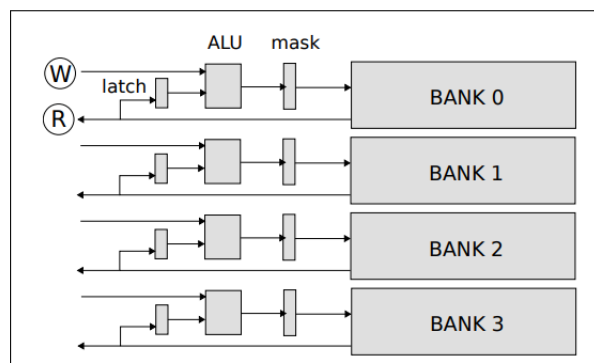 ALU mask
W
latch
BANK 0
R
BANK 1
BANK 2
BANK 3